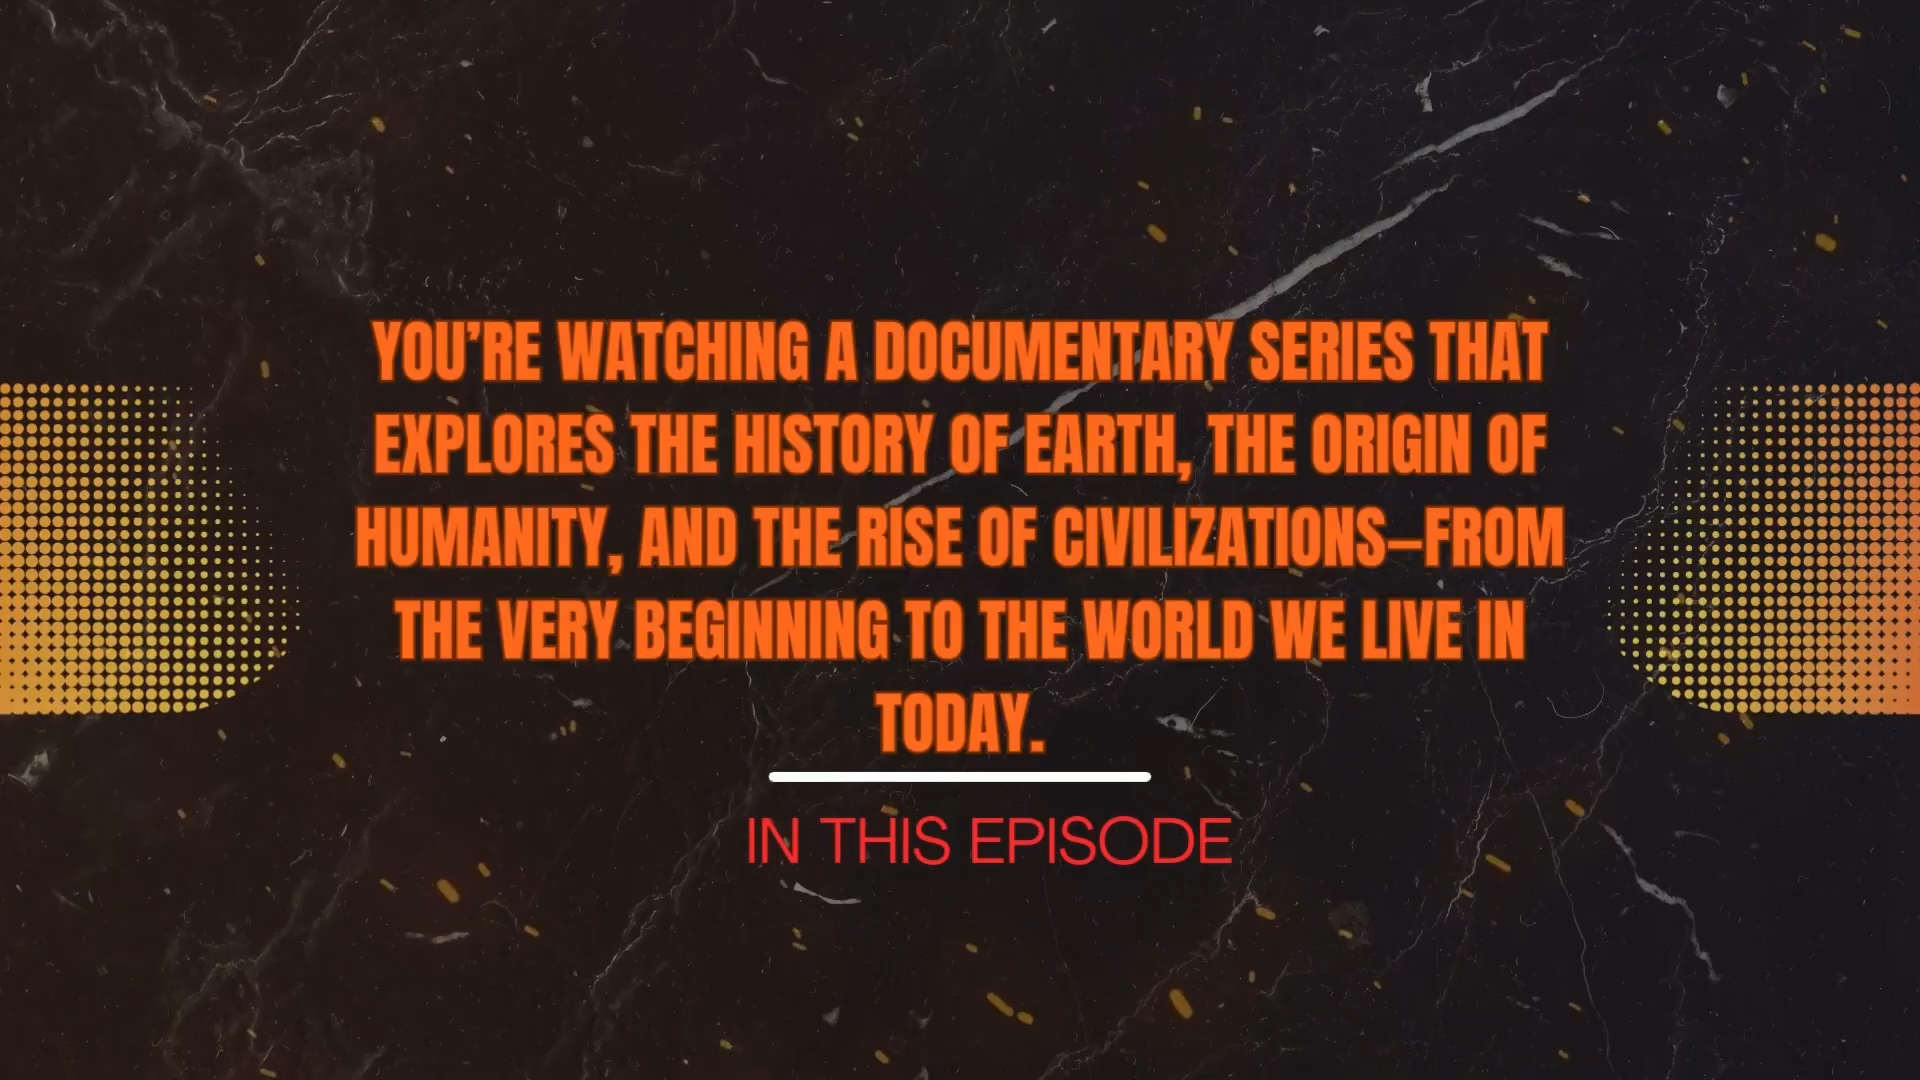 YOU’RE WATCHING A DOCUMENTARY SERIES THAT
EXPLORES THE HISTORY OF EARTH, THE ORIGIN OF
HUMANITY, AND THE RISE OF CIVILIZATIONS—FROM
THE VERY BEGINNING TO THE WORLD WE LIVE IN
TODAY.
IN THIS EPISODE